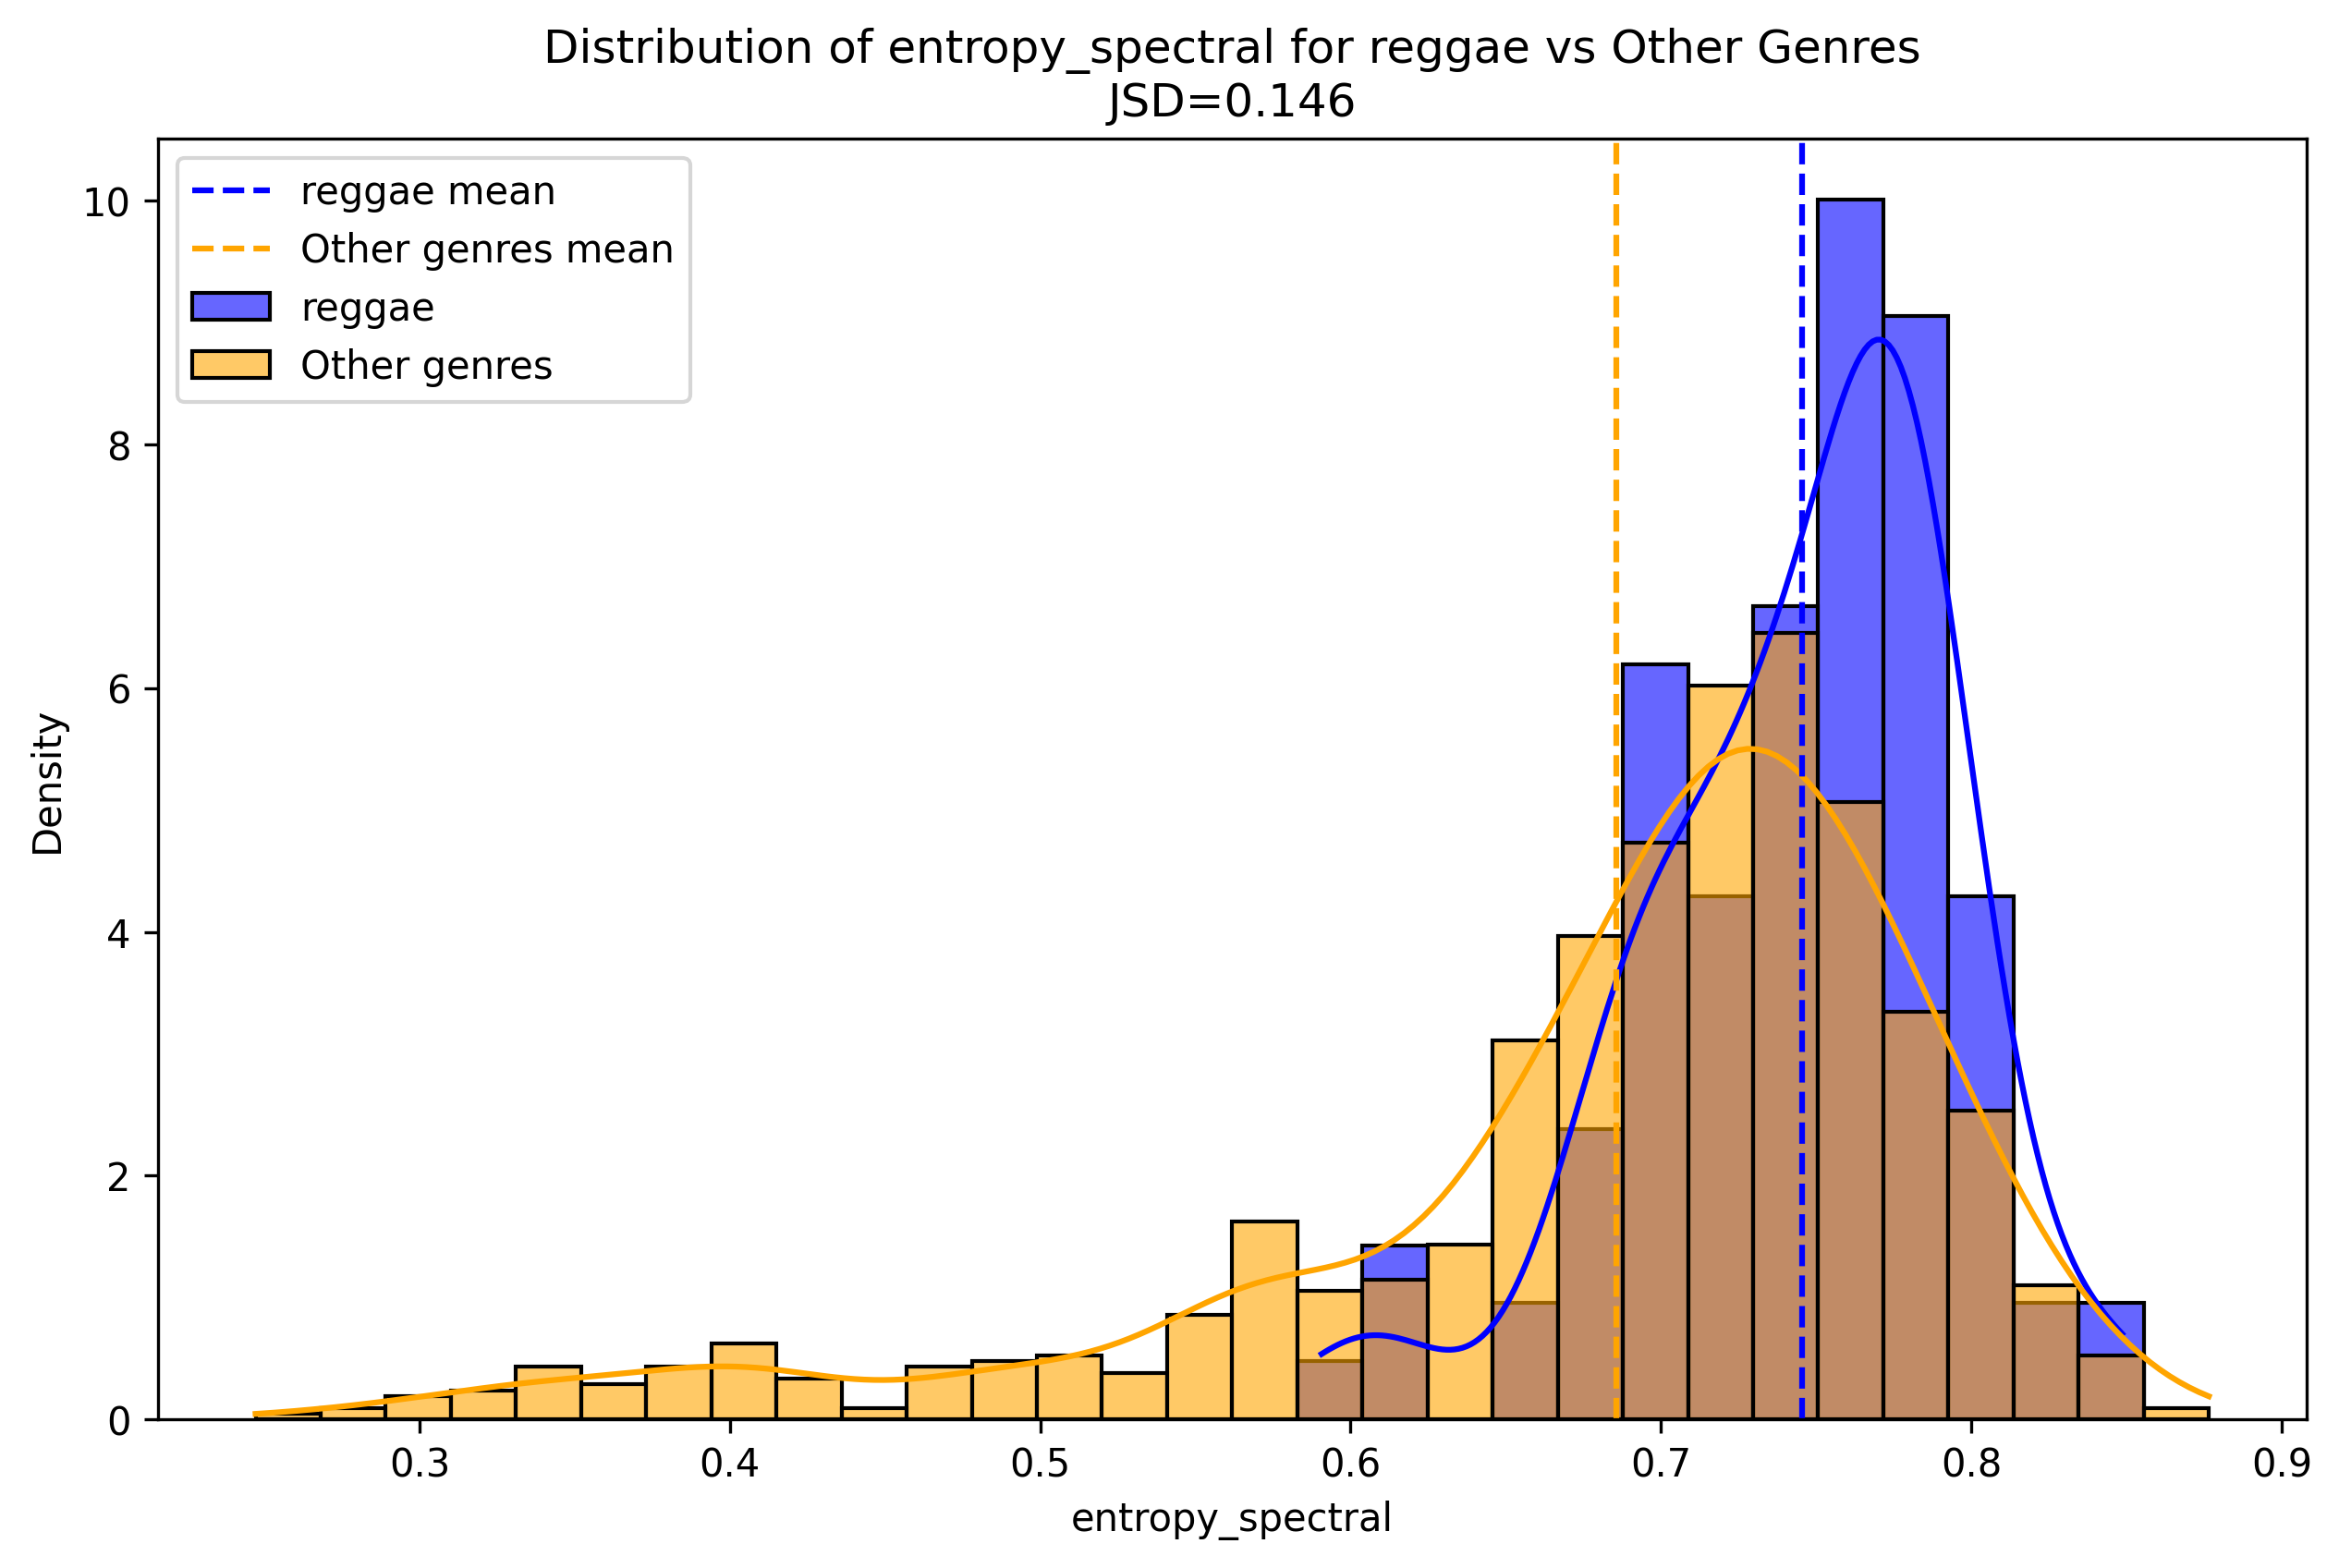 Distribution of entropy_spectral for reggae vs Other Genres
JSD=0.146
reggae mean
Other genres mean
reggae
Other genres
Density
10
8
6
4
2
0
0.3 0.4 0.5 0.6 0.7 0.8 0.9
entropy_spectral